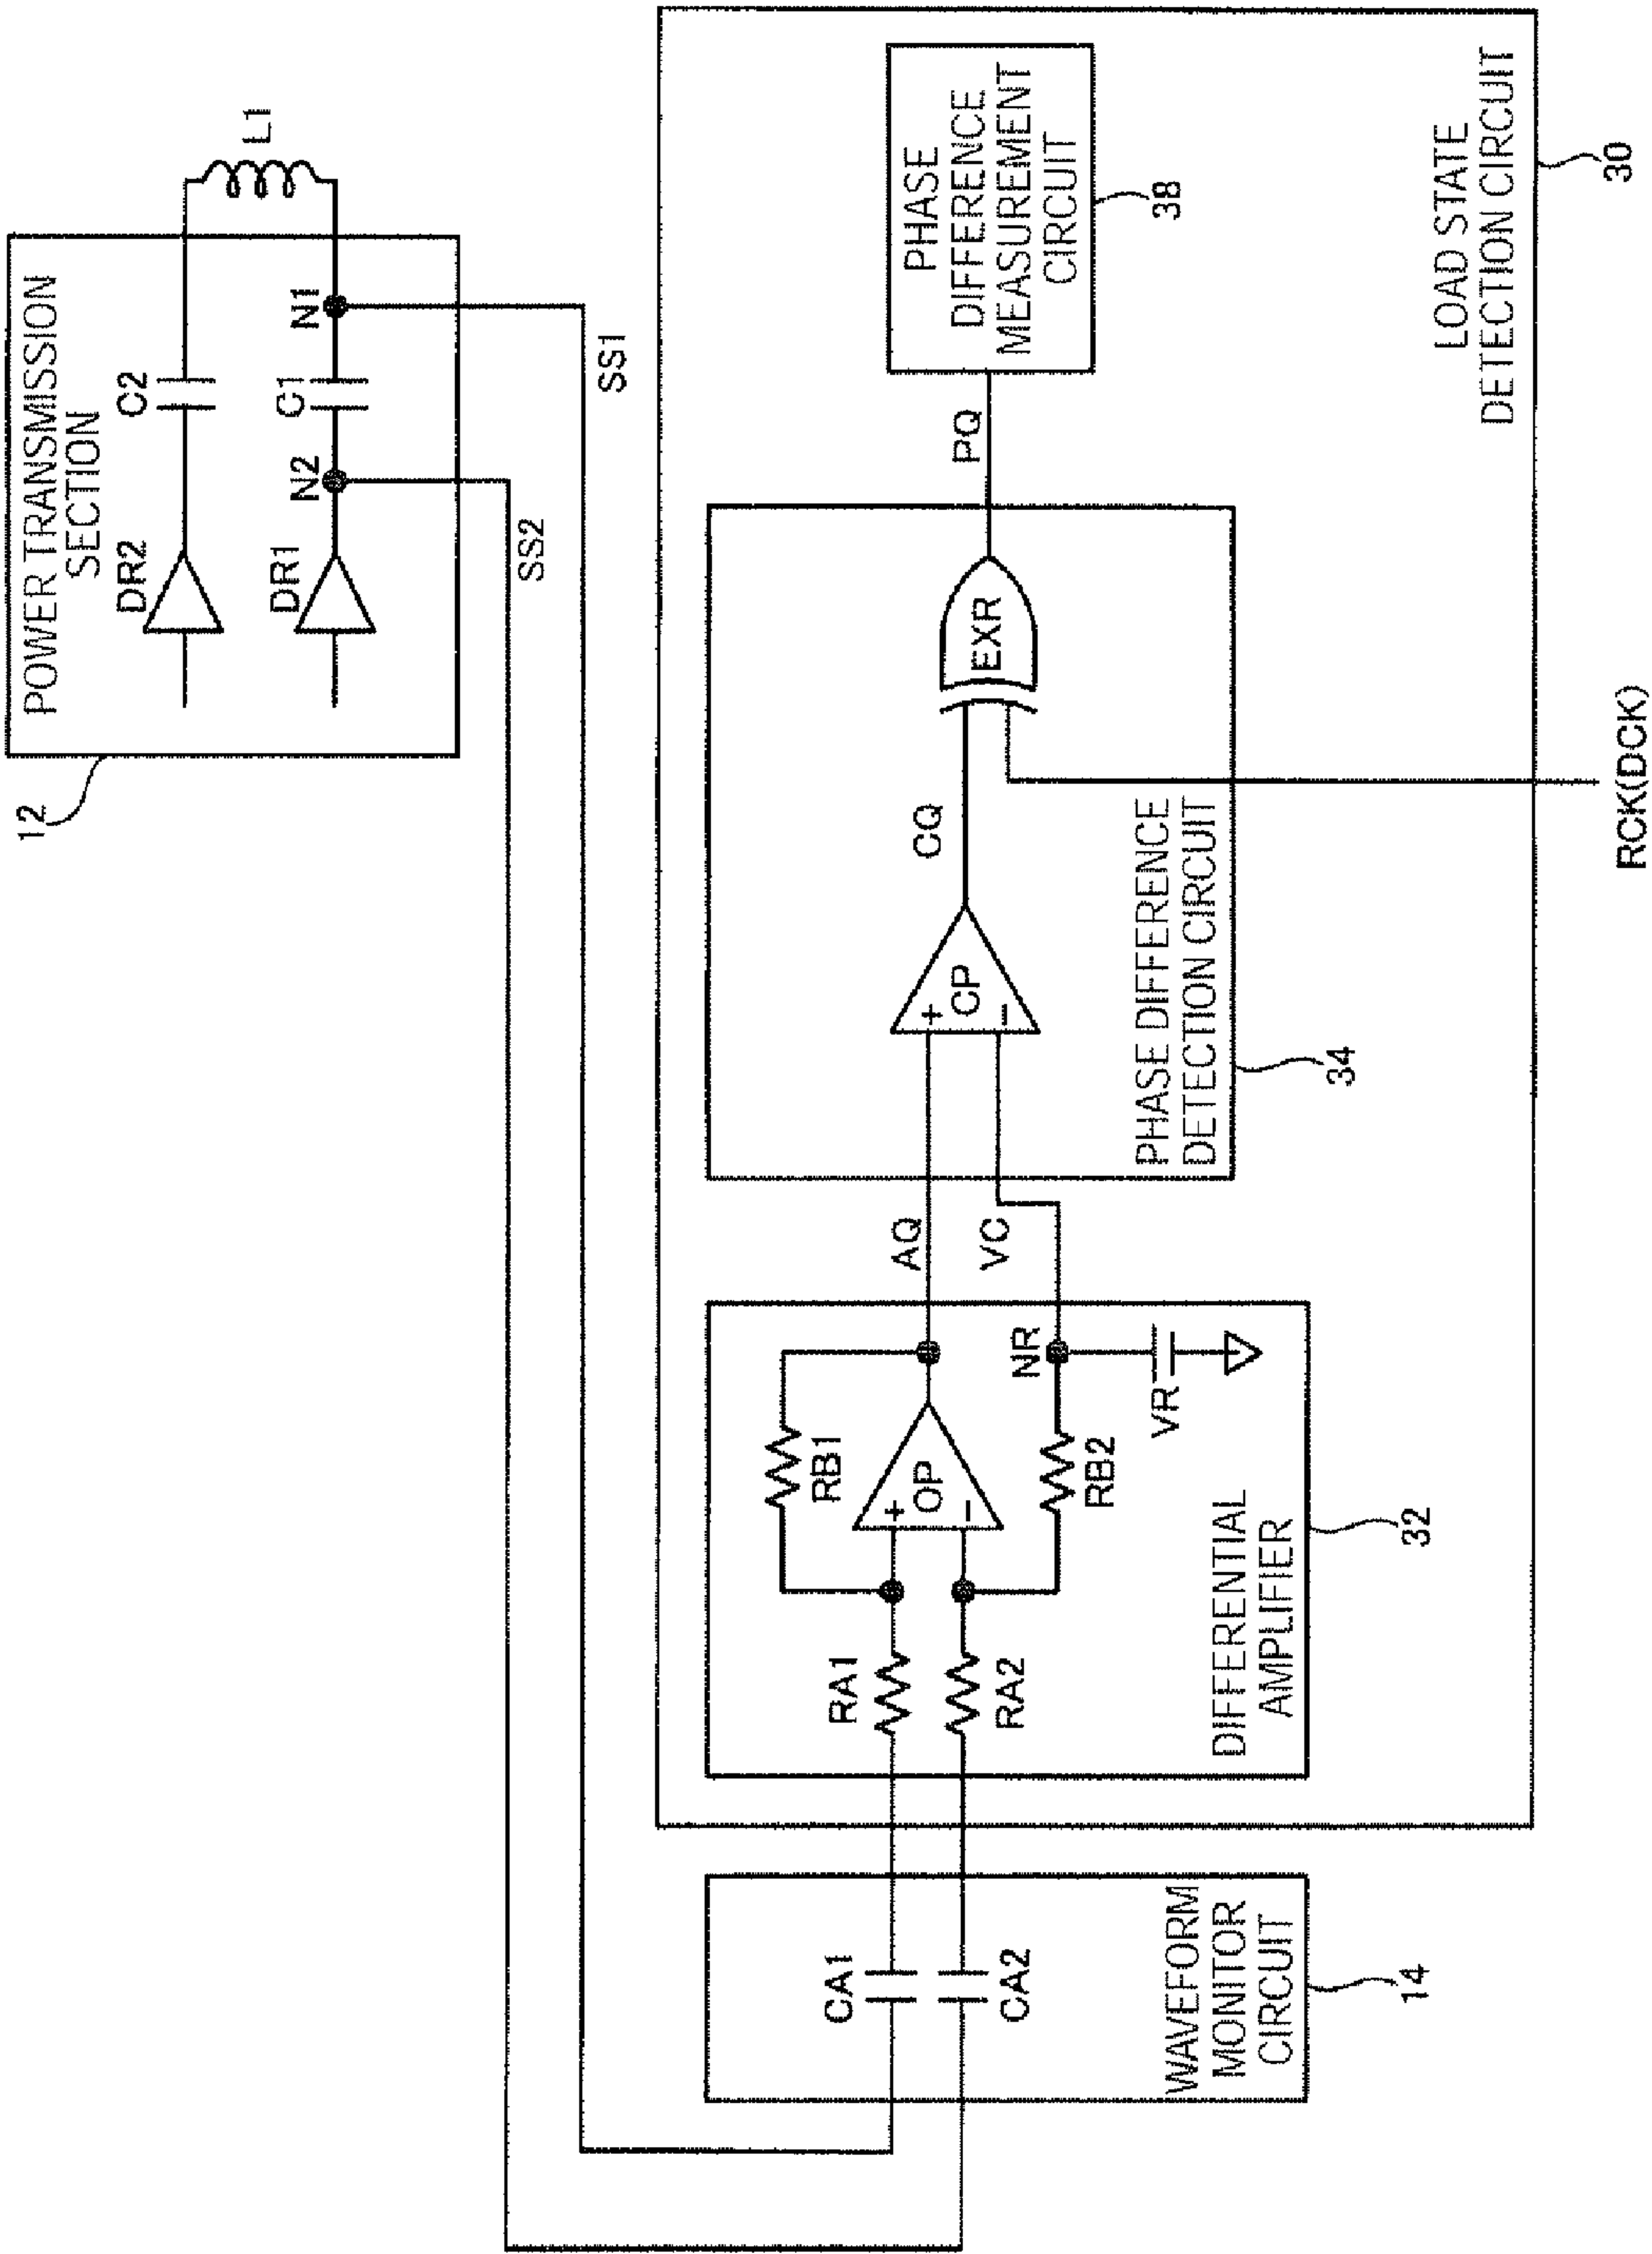 POWER TRANSMISSION
SECTION
12
DR2
C2
L1
DR1
N2
C1
N1
SS2
SS1
CA1
CA2
WAVEFORM
MONITOR
CIRCUIT
14
RA1
RA2
RB1
+
OP
−
RB2
NR
VR
DIFFERENTIAL
AMPLIFIER
32
AQ
VC
+
CP
−
CQ
EXR
PHASE DIFFERENCE
DETECTION CIRCUIT
34
PQ
PHASE
DIFFERENCE
MEASUREMENT
CIRCUIT
38
LOAD STATE
DETECTION CIRCUIT
30
RCK(DCK)